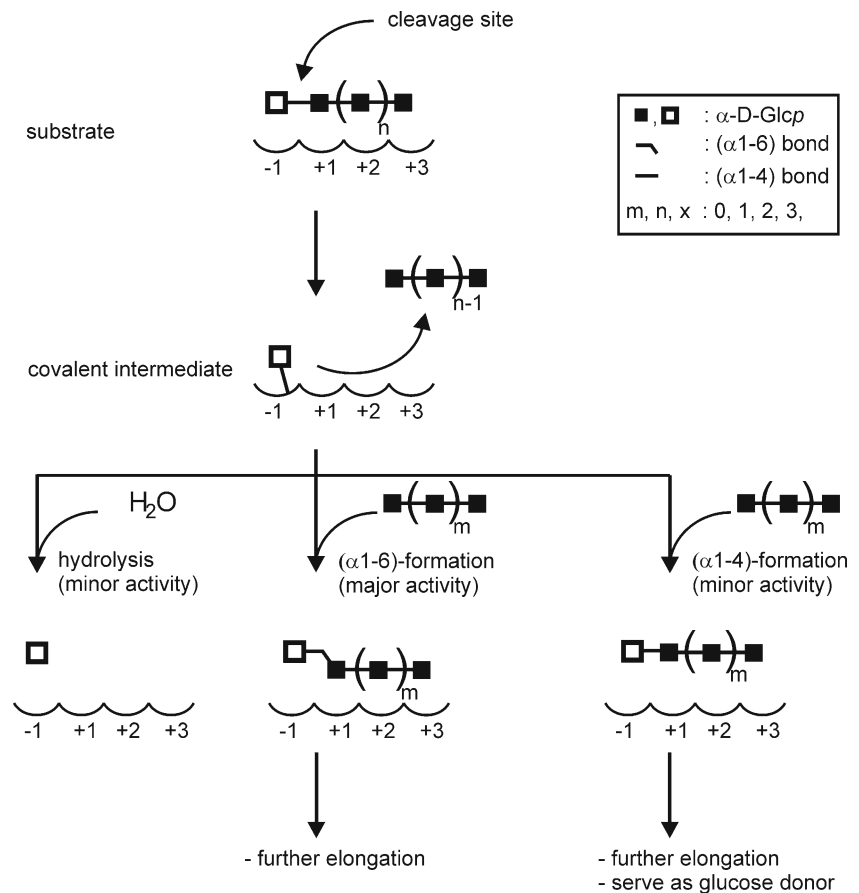 cleavage site
substrate
n
-1 +1 +2 +3
■ , □ : α-D-Glcp
: (α1-6) bond
: (α1-4) bond
m, n, x : 0, 1, 2, 3,
n-1
covalent intermediate
-1 +1 +2 +3
H₂O
m
m
hydrolysis
(minor activity)
(α1-6)-formation
(major activity)
(α1-4)-formation
(minor activity)
m
m
-1 +1 +2 +3
-1 +1 +2 +3
-1 +1 +2 +3
- further elongation
- further elongation
- serve as glucose donor